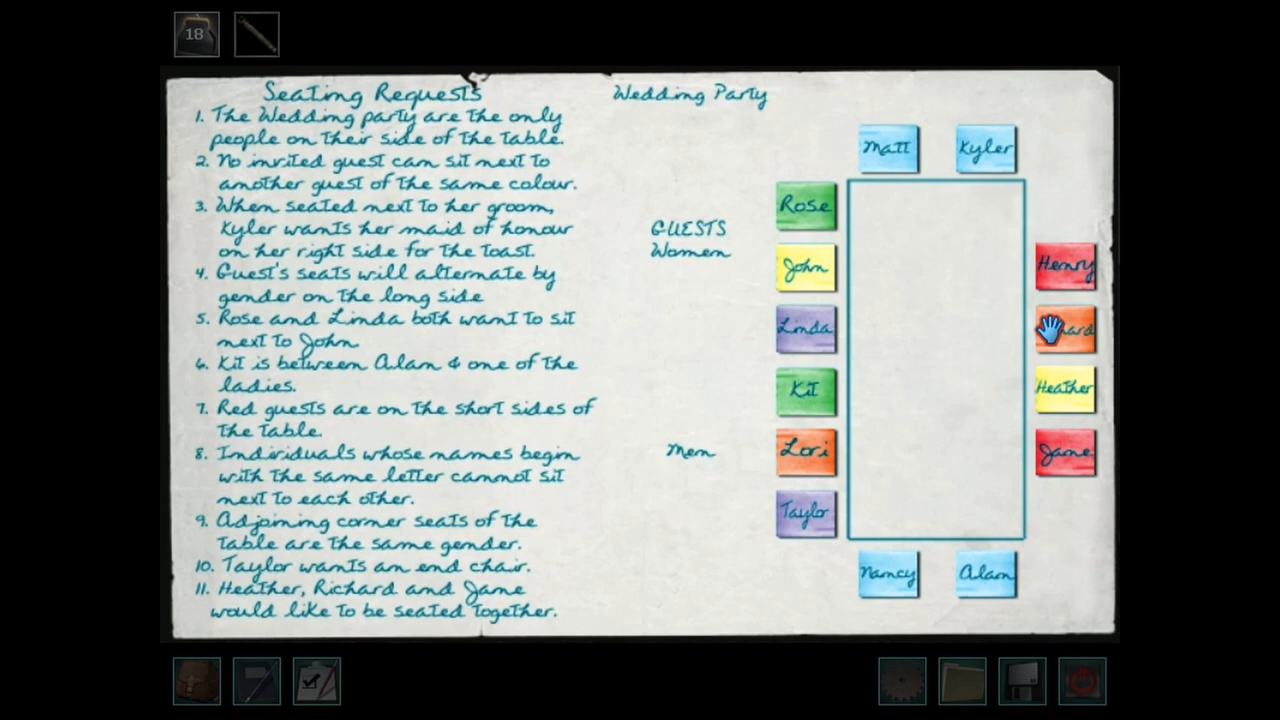 18
Seating Requests
1. The Wedding party are the only
people on their side of the table.
2. No invited guest can sit next to
another guest of the same colour.
3. When seated next to her groom,
Kyler wants her maid of honour
on her right side for the toast.
4. Guest's seats will alternate by
gender on the long side
5. Rose and Linda both want to sit
next to John
6. Kit is between Alan & one of the
ladies.
7. Red guests are on the short sides of
the table.
8. Individuals whose names begin
with the same letter cannot sit
next to each other.
9. Adjoining corner seats of the
table are the same gender.
10. Taylor wants an end chair.
11. Heather, Richard and Jane
would like to be seated together.
Wedding Party
GUESTS
Women
Men
Matt
Kyler
Rose
John
Linda
Kit
Lori
Taylor
Henry
hard
Heather
Jane
Nancy
Alan